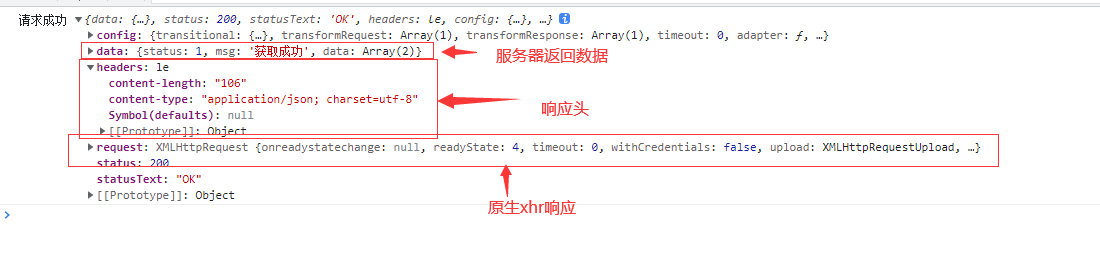 请求成功 ▼{data: {…}, status: 200, statusText: 'OK', headers: le, config: {…}, …} i
▶config: {transitional: {…}, transformRequest: Array(1), transformResponse: Array(1), timeout: 0, adapter: ƒ, …}
▶data: {status: 1, msg: '获取成功', data: Array(2)}
服务器返回数据
▼headers: le
content-length: "106"
content-type: "application/json; charset=utf-8"
响应头
Symbol(defaults): null
▶[[Prototype]]: Object
▶request: XMLHttpRequest {onreadystatechange: null, readyState: 4, timeout: 0, withCredentials: false, upload: XMLHttpRequestUpload, …}
status: 200
statusText: "OK"
▶[[Prototype]]: Object
原生xhr响应
>